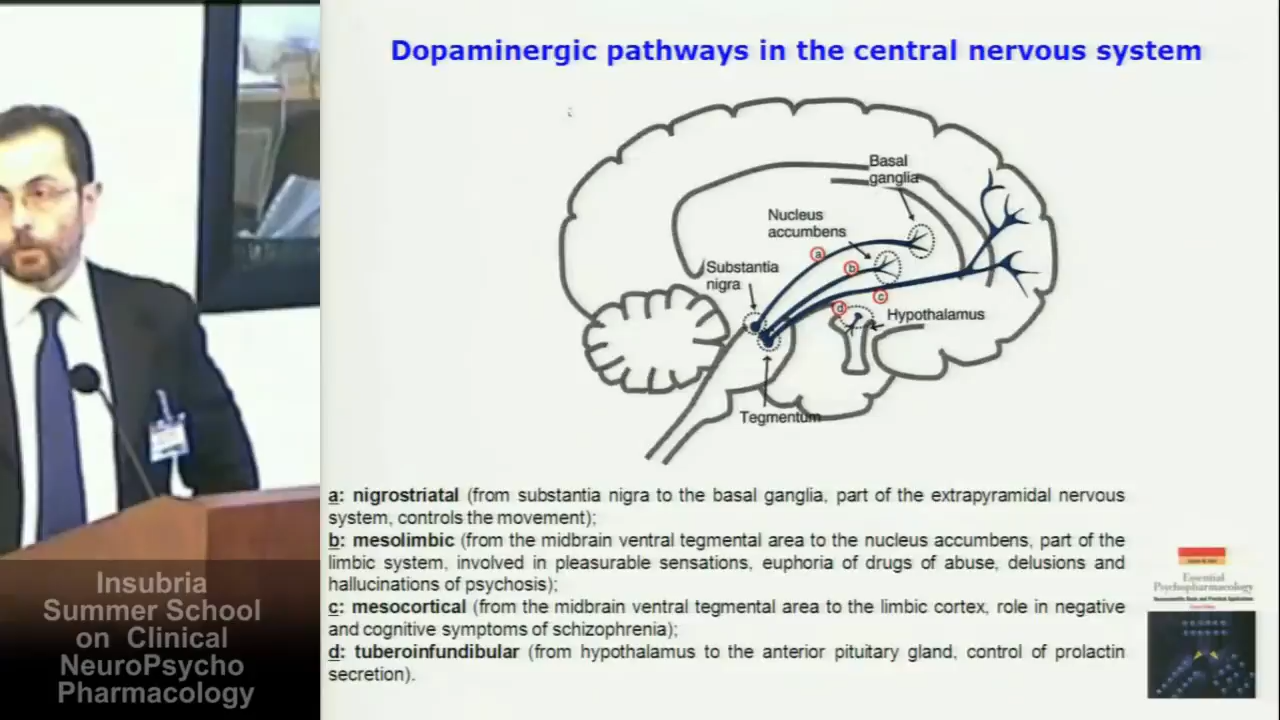 Dopaminergic pathways in the central nervous system
Basal
ganglia
Nucleus
accumbens
a
b
Substantia
nigra
c
d
Hypothalamus
Tegmentum
a: nigrostriatal (from substantia nigra to the basal ganglia, part of the extrapyramidal nervous
system, controls the movement);
b: mesolimbic (from the midbrain ventral tegmental area to the nucleus accumbens, part of the
limbic system, involved in pleasurable sensations, euphoria of drugs of abuse, delusions and
hallucinations of psychosis);
c: mesocortical (from the midbrain ventral tegmental area to the limbic cortex, role in negative
and cognitive symptoms of schizophrenia);
d: tuberoinfundibular (from hypothalamus to the anterior pituitary gland, control of prolactin
secretion).
Essential
Psychopharmacology
Insubria
Summer School
on Clinical
NeuroPsycho
Pharmacology